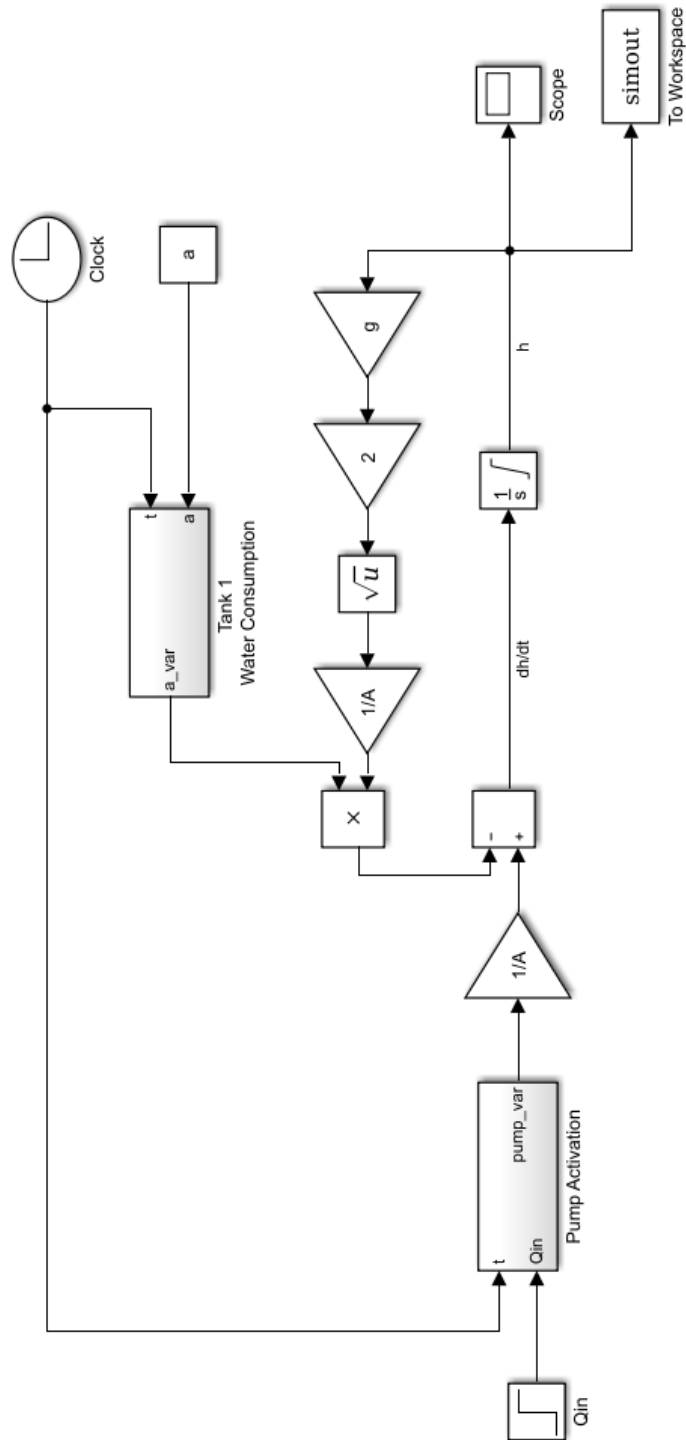 Clock
a
t
a
a_var
Tank 1
Water Consumption
g
2
√u
1/A
×
−
+
dh/dt
1
s
∫
h
Scope
simout
To Workspace
1/A
t
Qin
pump_var
Pump Activation
Qin